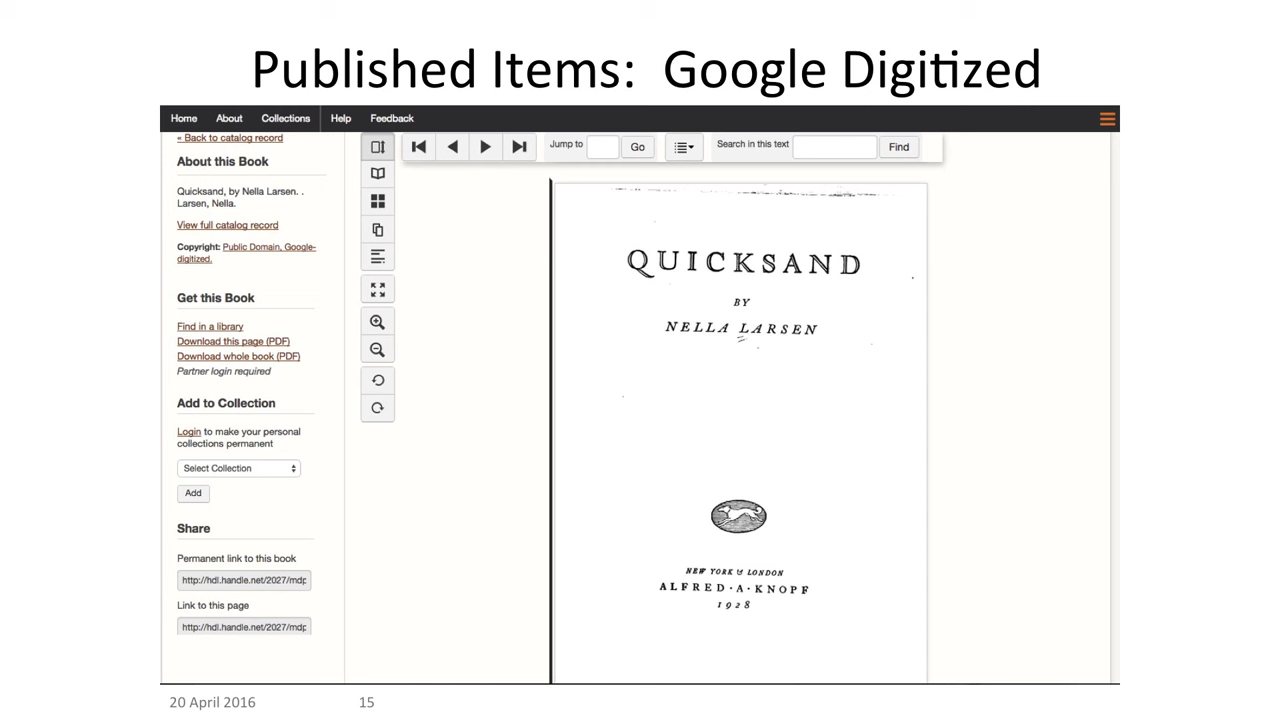 Published Items: Google Digitized
Home About Collections Help Feedback
« Back to catalog record
About this Book
Quicksand, by Nella Larsen. .
Larsen, Nella.
View full catalog record
Copyright: Public Domain, Google-
digitized.
Get this Book
Find in a library
Download this page (PDF)
Download whole book (PDF)
Partner login required
Add to Collection
Login to make your personal
collections permanent
Select Collection
Add
Share
Permanent link to this book
http://hdl.handle.net/2027/mdp
Link to this page
http://hdl.handle.net/2027/mdp
Jump to Go Search in this text Find
QUICKSAND
BY
NELLA LARSEN
NEW YORK & LONDON
ALFRED · A · KNOPF
1928
20 April 2016 15